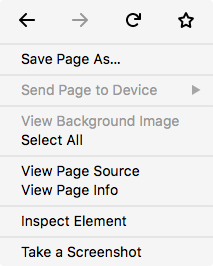 Save Page As...
Send Page to Device
View Background Image
Select All
View Page Source
View Page Info
Inspect Element
Take a Screenshot